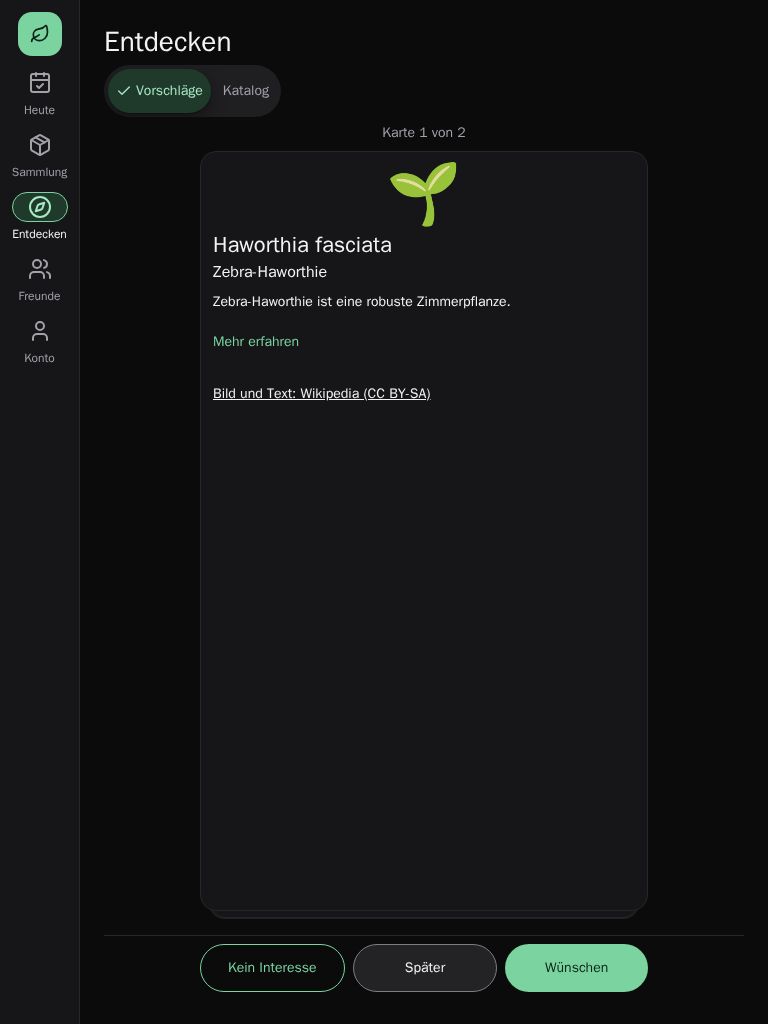 Entdecken
Vorschläge
Katalog
Heute
Sammlung
Entdecken
Freunde
Konto
Karte 1 von 2
Haworthia fasciata
Zebra-Haworthie
Zebra-Haworthie ist eine robuste Zimmerpflanze.
Mehr erfahren
Bild und Text: Wikipedia (CC BY-SA)
Kein Interesse
Später
Wünschen